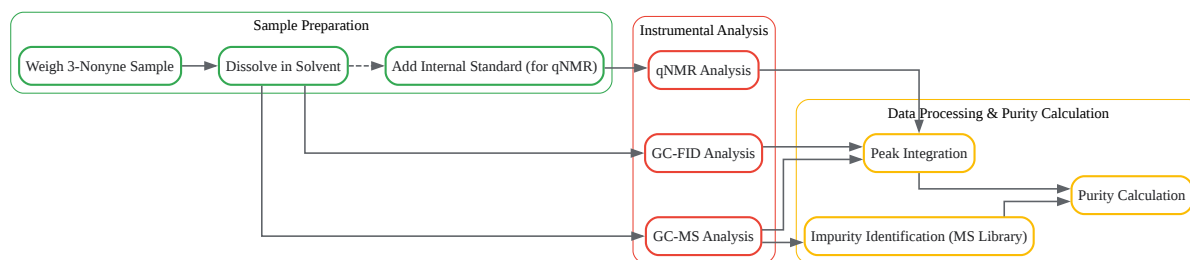 Sample Preparation
Weigh 3-Nonyne Sample
Dissolve in Solvent
Add Internal Standard (for qNMR)
Instrumental Analysis
qNMR Analysis
GC-FID Analysis
GC-MS Analysis
Data Processing & Purity Calculation
Peak Integration
Impurity Identification (MS Library)
Purity Calculation